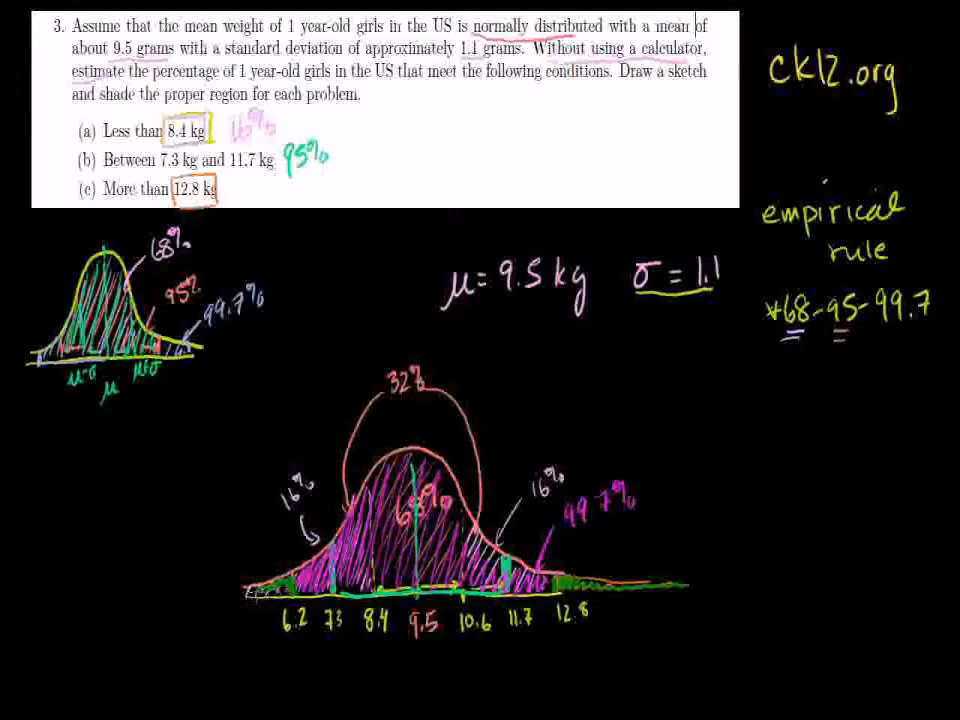 3. Assume that the mean weight of 1 year-old girls in the US is normally distributed with a mean of
about 9.5 grams with a standard deviation of approximately 1.1 grams. Without using a calculator,
estimate the percentage of 1 year-old girls in the US that meet the following conditions. Draw a sketch
and shade the proper region for each problem.
(a) Less than 8.4 kg 16%
(b) Between 7.3 kg and 11.7 kg 95%
(c) More than 12.8 kg
ck12.org
empirical
rule
*68-95-99.7
68%
95%
99.7%
μ-σ
μ
μ+σ
μ=9.5 kg σ = 1.1
32%
16%
68%
16%
99.7%
6.2 7.3 8.4 9.5 10.6 11.7 12.8